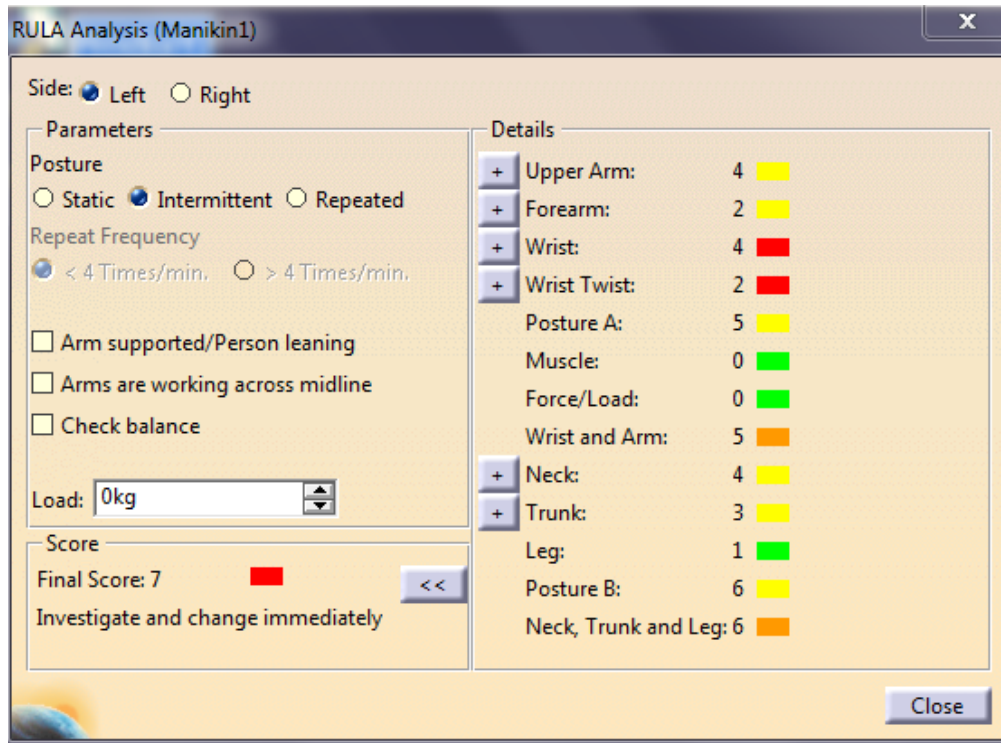 RULA Analysis (Manikin1)
X
Side: Left Right
Parameters
Posture
Static Intermittent Repeated
Repeat Frequency
< 4 Times/min. > 4 Times/min.
Arm supported/Person leaning
Arms are working across midline
Check balance
Load: 0kg
Score
Final Score: 7
<<
Investigate and change immediately
Details
+ Upper Arm: 4
+ Forearm: 2
+ Wrist: 4
+ Wrist Twist: 2
Posture A: 5
Muscle: 0
Force/Load: 0
Wrist and Arm: 5
+ Neck: 4
+ Trunk: 3
Leg: 1
Posture B: 6
Neck, Trunk and Leg: 6
Close